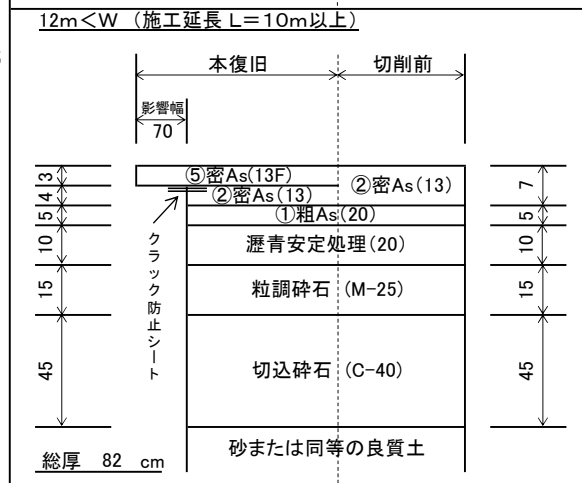 12m<W （施工延長 L＝10m以上）
本復旧
切削前
影響幅
70
3
⑤密As(13F)
②密As(13)
7
4
②密As(13)
5
①粗As(20)
5
10
瀝青安定処理(20)
10
クラック防止シート
15
粒調砕石 (M-25)
15
45
切込砕石 (C-40)
45
砂または同等の良質土
総厚 82 cm